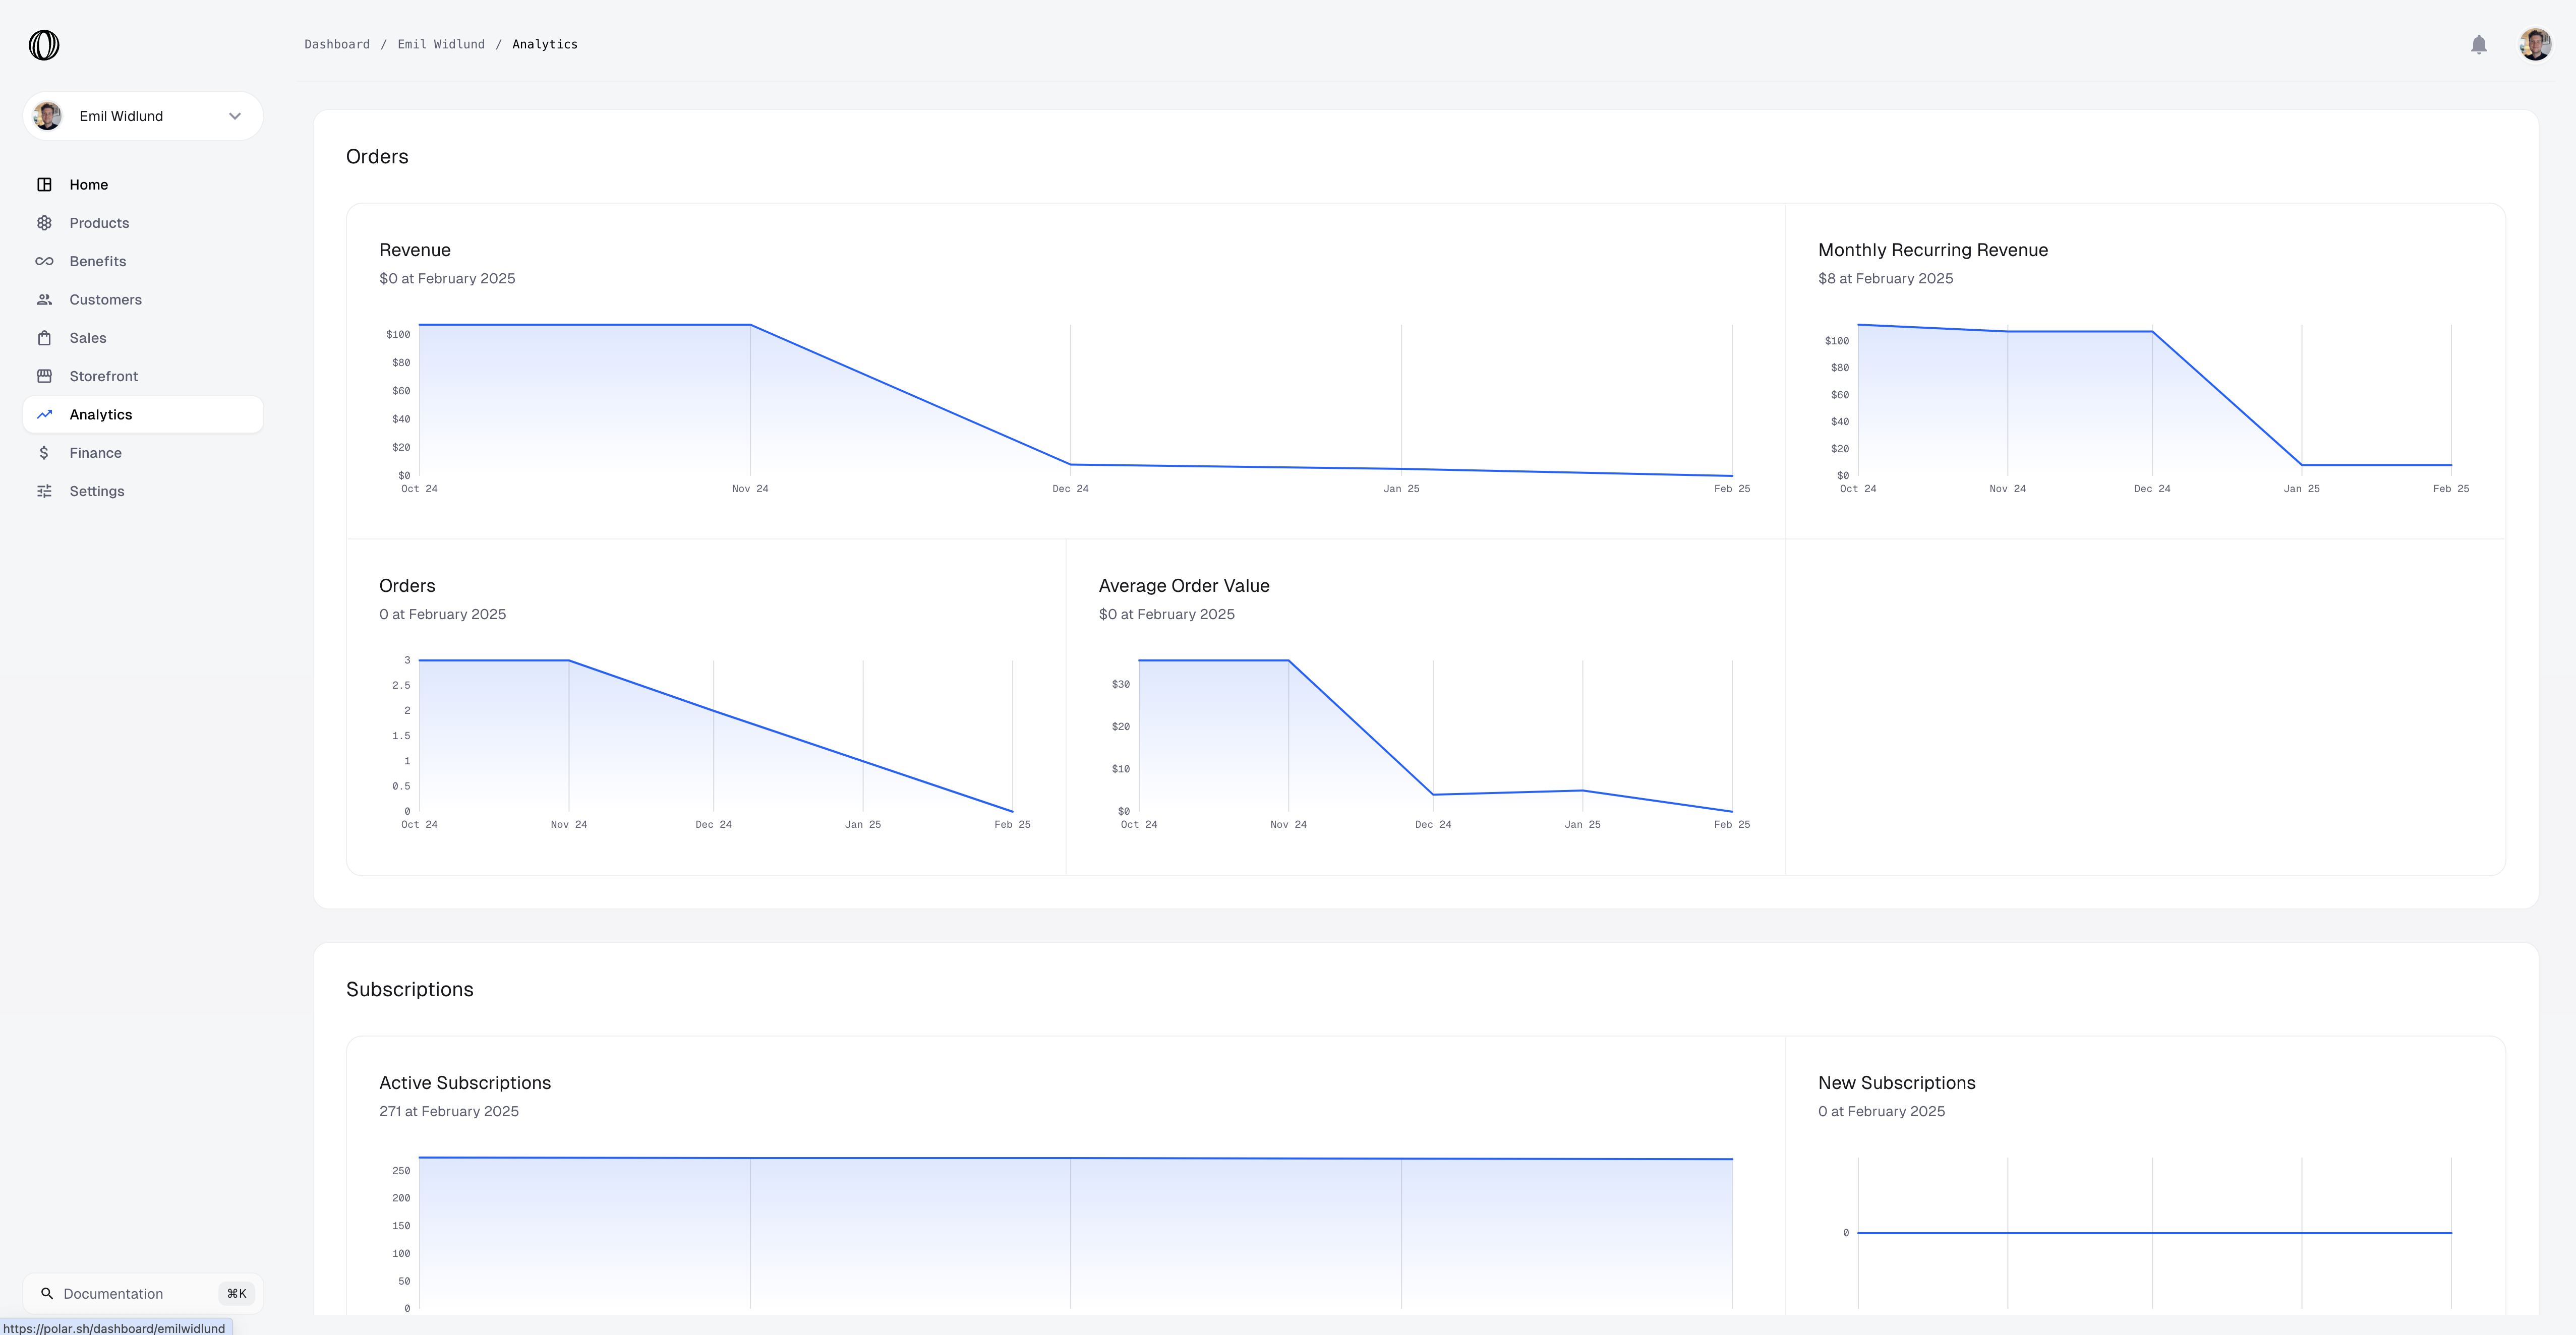 Dashboard / Emil Widlund / Analytics
Emil Widlund
Home
Products
Benefits
Customers
Sales
Storefront
Analytics
Finance
Settings
Documentation ⌘K
https://polar.sh/dashboard/emilwidlund
Orders
Revenue
$0 at February 2025
$100
$80
$60
$40
$20
$0
Oct 24 Nov 24 Dec 24 Jan 25 Feb 25
Monthly Recurring Revenue
$8 at February 2025
$100
$80
$60
$40
$20
$0
Oct 24 Nov 24 Dec 24 Jan 25 Feb 25
Orders
0 at February 2025
3
2.5
2
1.5
1
0.5
0
Oct 24 Nov 24 Dec 24 Jan 25 Feb 25
Average Order Value
$0 at February 2025
$30
$20
$10
$0
Oct 24 Nov 24 Dec 24 Jan 25 Feb 25
Subscriptions
Active Subscriptions
271 at February 2025
250
200
150
100
50
0
New Subscriptions
0 at February 2025
0